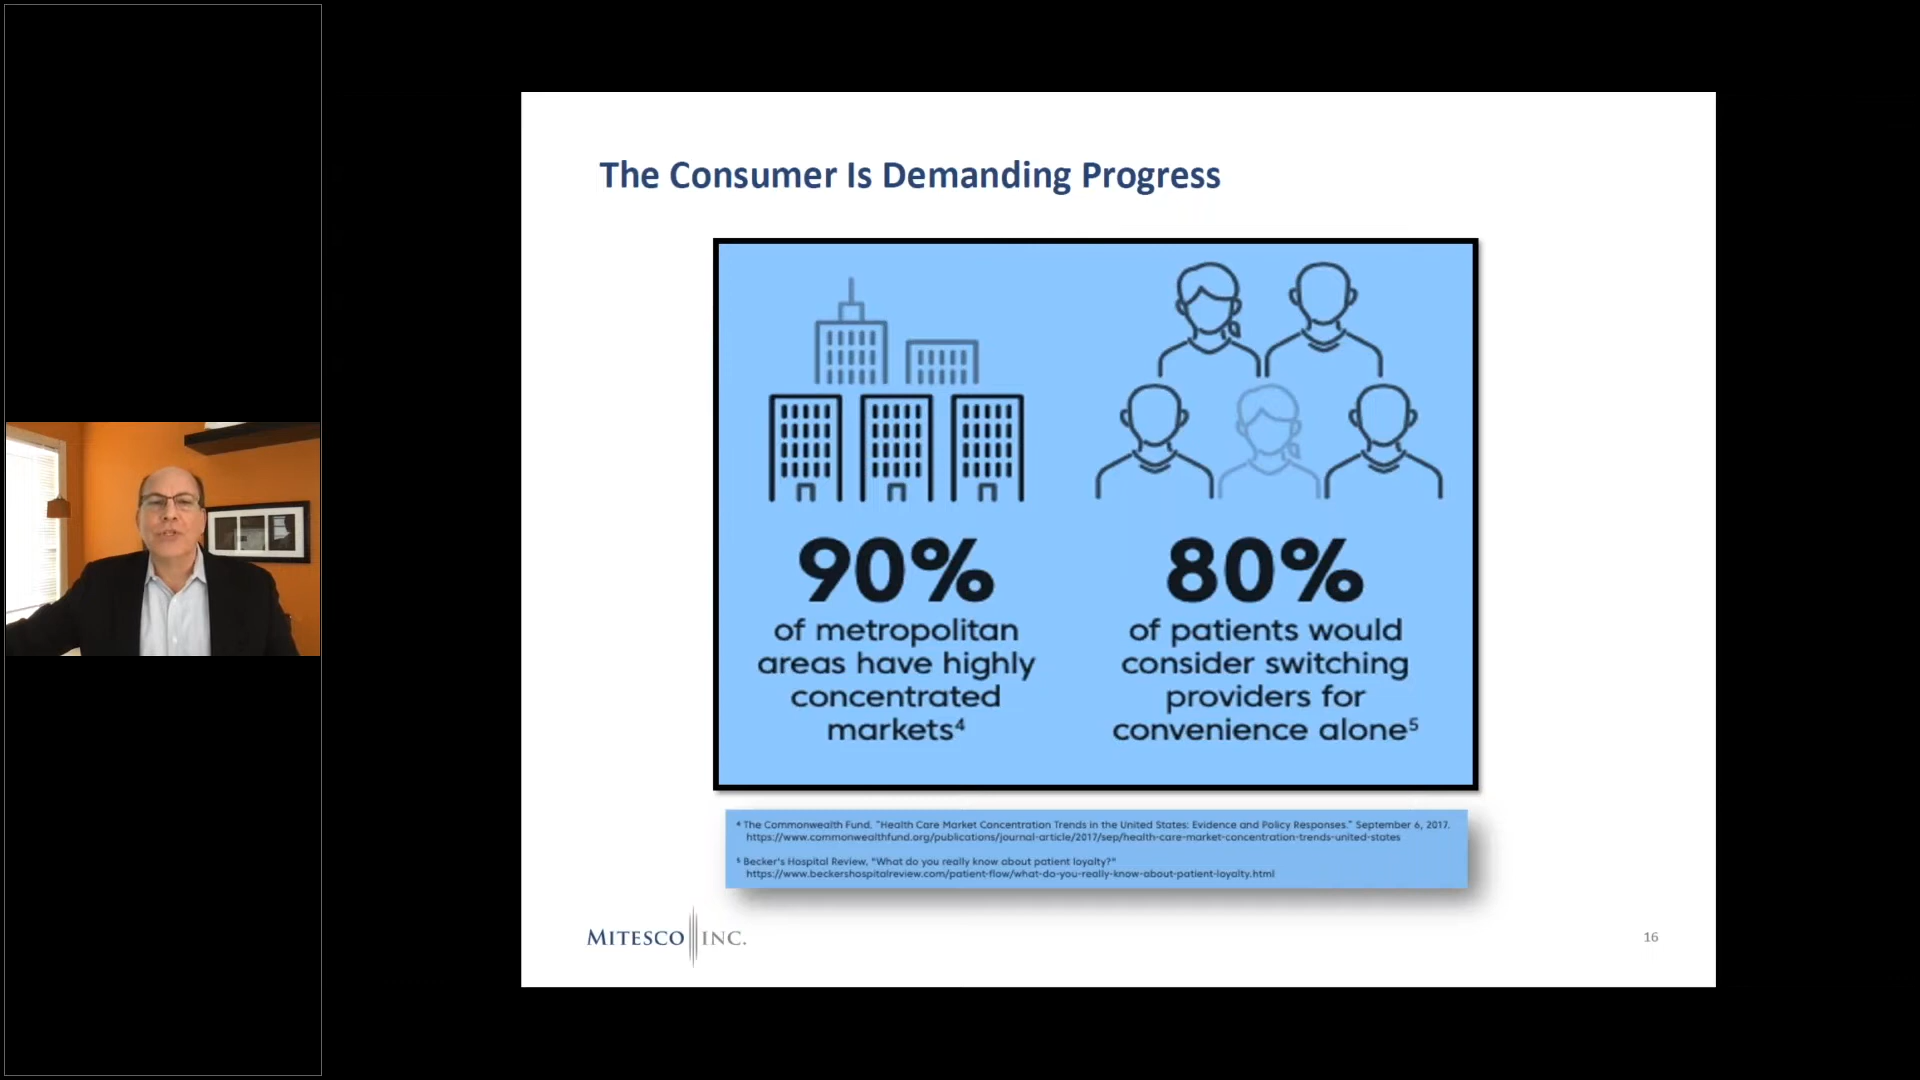 The Consumer Is Demanding Progress
90%
of metropolitan
areas have highly
concentrated
markets⁴
80%
of patients would
consider switching
providers for
convenience alone⁵
⁴ The Commonwealth Fund, "Health Care Market Concentration Trends in the United States: Evidence and Policy Responses." September 6, 2017.
https://www.commonwealthfund.org/publications/journal-article/2017/sep/health-care-market-concentration-trends-united-states
⁵ Becker's Hospital Review, "What do you really know about patient loyalty?"
https://www.beckershospitalreview.com/patient-flow/what-do-you-really-know-about-patient-loyalty.html
MITESCO INC.
16